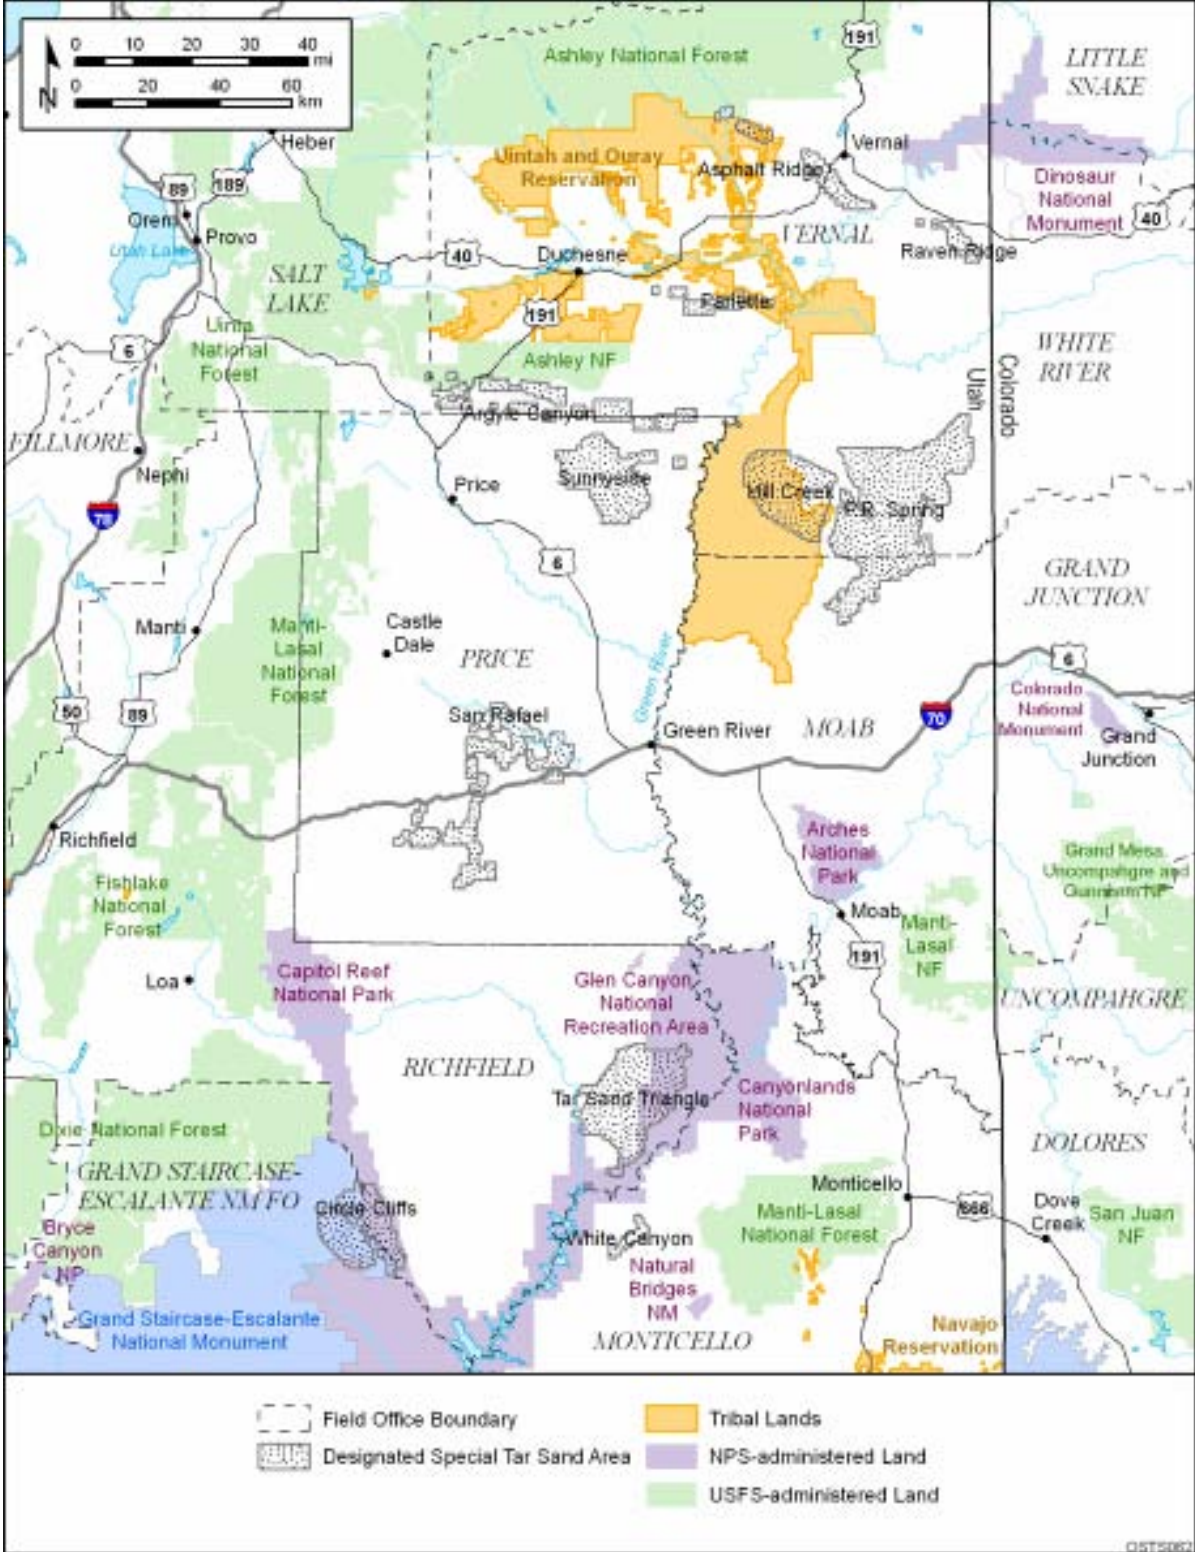 0 10 20 30 40
mi
0 20 40 60
km
N
Ashley National Forest
191
LITTLE
SNAKE
Heber
Uintah and Ouray
Reservation
Asphalt Ridge
Vernal
89
189
Dinosaur
National
Monument
40
Orem
Provo
Utah Lake
VERNAL
Raven Ridge
40
Duchesne
SALT
LAKE
191
Pariette
Uinta
National
Forest
6
Ashley NF
WHITE
RIVER
Utah
Colorado
Argyle Canyon
FILLMORE
Nephi
Sunnyside
Price
Hill Creek
P.R. Spring
6
GRAND
JUNCTION
Manti
Manti-
Lasal
National
Forest
Castle
Dale
PRICE
Green River
6
50
89
San Rafael
Green River
MOAB
70
Colorado
National
Monument
Grand
Junction
Richfield
Arches
National
Park
Grand Mesa,
Uncompahgre and
Gunnison NF
Fishlake
National
Forest
Moab
Manti-
Lasal
NF
191
Loa
Capitol Reef
National Park
Glen Canyon
National
Recreation Area
UNCOMPAHGRE
RICHFIELD
Tar Sand Triangle
Canyonlands
National
Park
Dixie National Forest
DOLORES
GRAND STAIRCASE-
ESCALANTE NM FO
Monticello
666
Dove
Creek
San Juan
NF
Circle Cliffs
Manti-Lasal
National Forest
Bryce
Canyon
NP
White Canyon
Natural
Bridges
NM
Grand Staircase-Escalante
National Monument
MONTICELLO
Navajo
Reservation
Field Office Boundary
Tribal Lands
Designated Special Tar Sand Area
NPS-administered Land
USFS-administered Land